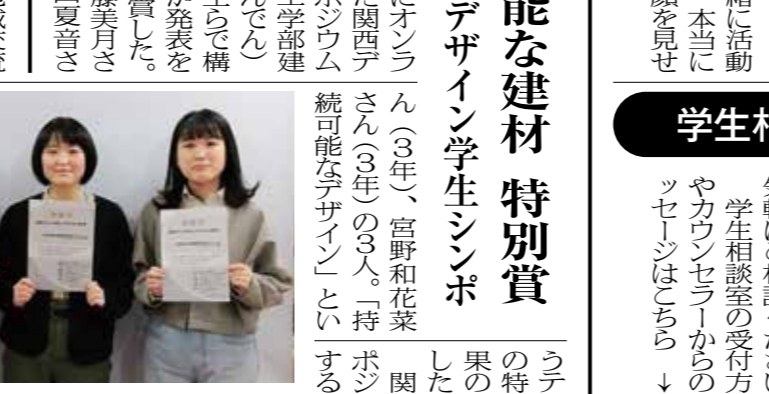 緒に活動
本当に
顔を見せ
学生相
学生相談室の受付方
やカウンセラーからの
ッセージはこちら　↓
能な建材　特別賞
デザイン学生シンポ
にオンラ
た関西デ
ポジウム
生学部建
んでん）
生らで構
が発表を
賞した。
藤美月さ
夏音さ
ん（３年）、宮野和花菜
さん（３年）の３人。「持
続可能なデザイン」とい
うテ
の特
果の
した
関
ポジ
する